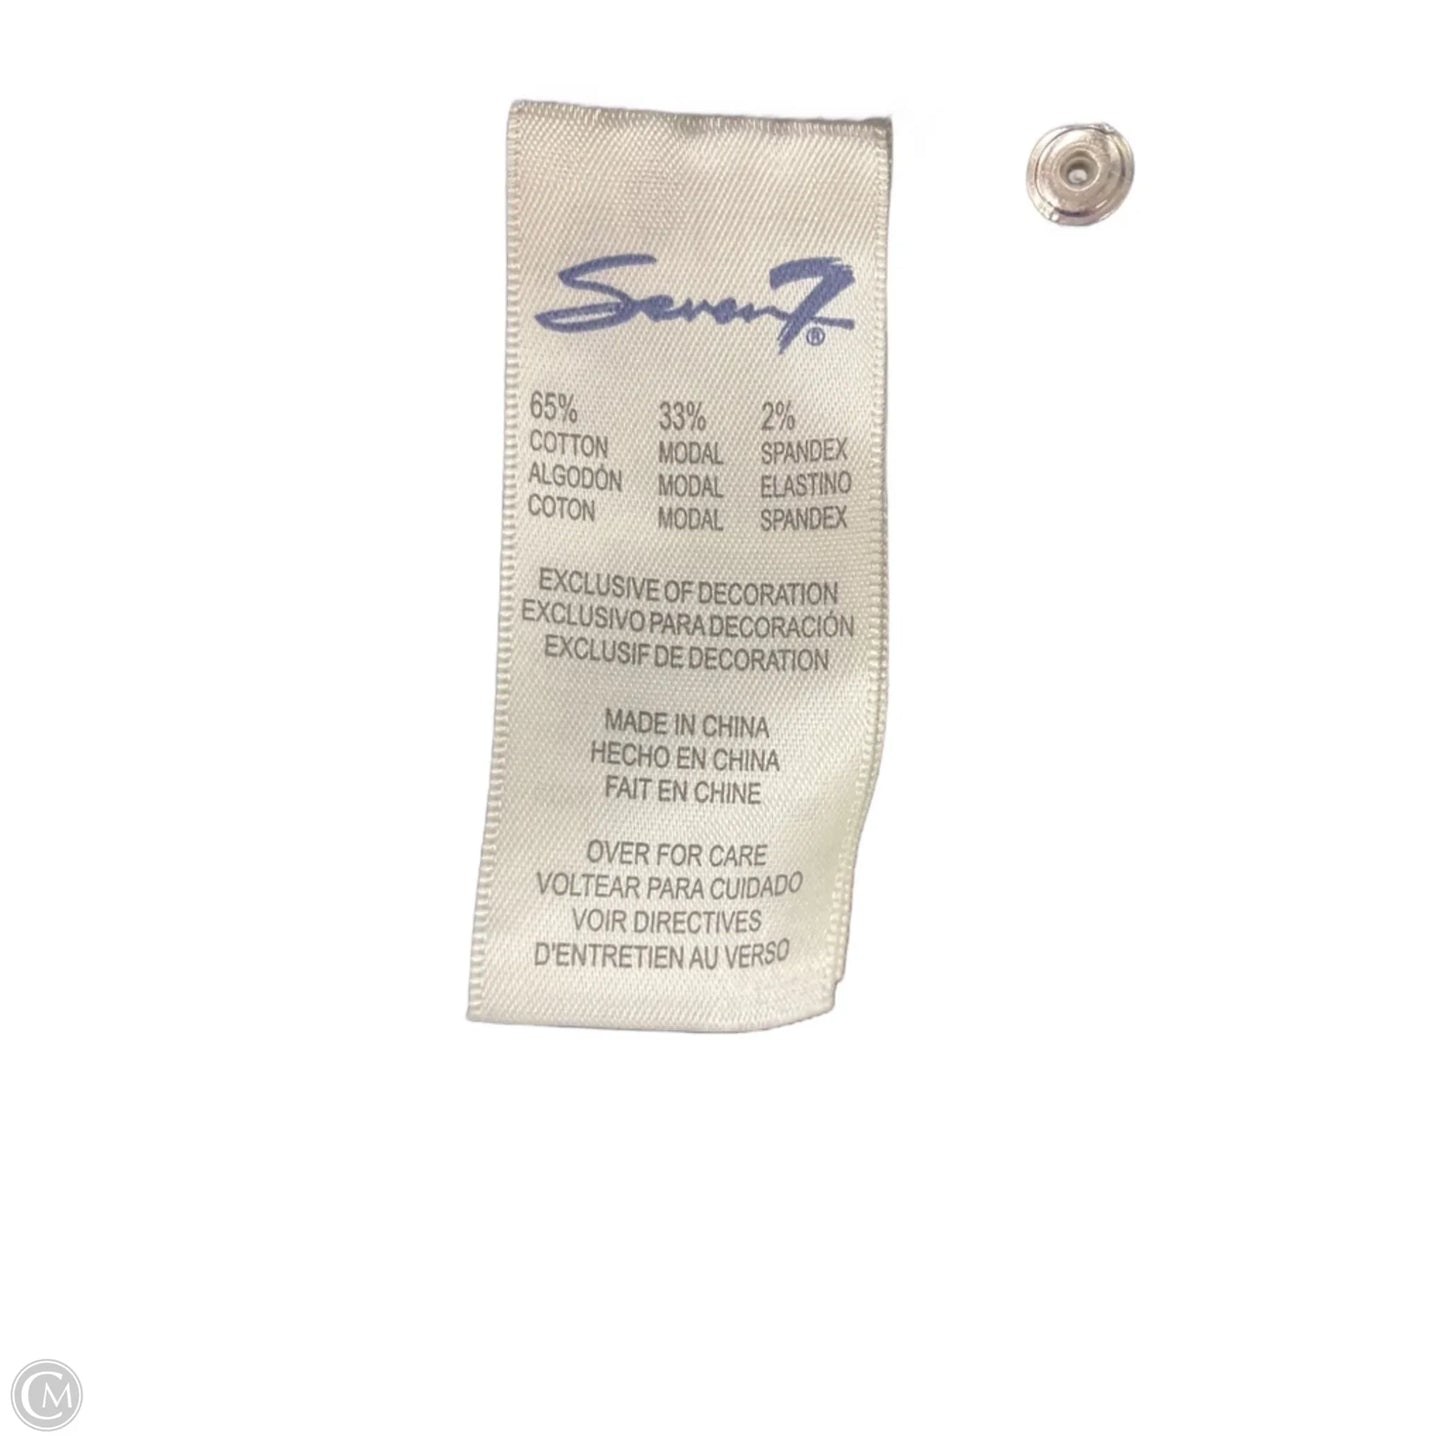 Seven7®
65% 33% 2%
COTTON MODAL SPANDEX
ALGODÓN MODAL ELASTINO
COTON MODAL SPANDEX
EXCLUSIVE OF DECORATION
EXCLUSIVO PARA DECORACIÓN
EXCLUSIF DE DECORATION
MADE IN CHINA
HECHO EN CHINA
FAIT EN CHINE
OVER FOR CARE
VOLTEAR PARA CUIDADO
VOIR DIRECTIVES
D'ENTRETIEN AU VERSO
CM